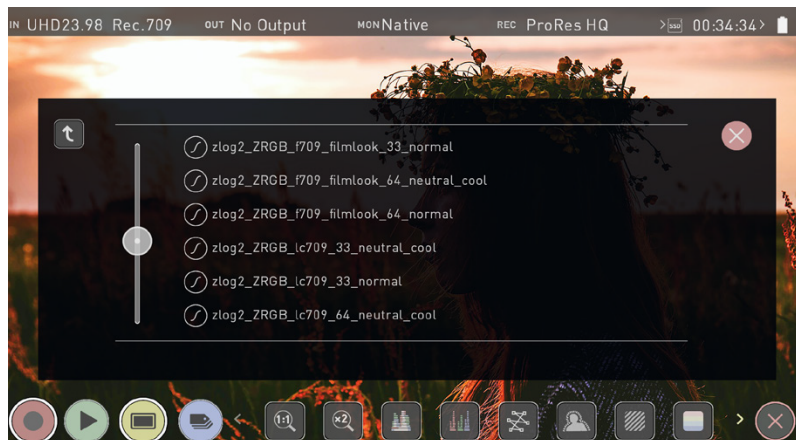 IN UHD23.98 Rec.709 OUT No Output MON Native REC ProRes HQ >SSD 00:34:34>
zlog2_ZRGB_f709_filmlook_33_normal
zlog2_ZRGB_f709_filmlook_64_neutral_cool
zlog2_ZRGB_f709_filmlook_64_normal
zlog2_ZRGB_lc709_33_neutral_cool
zlog2_ZRGB_lc709_33_normal
zlog2_ZRGB_lc709_64_neutral_cool
1:1 x2